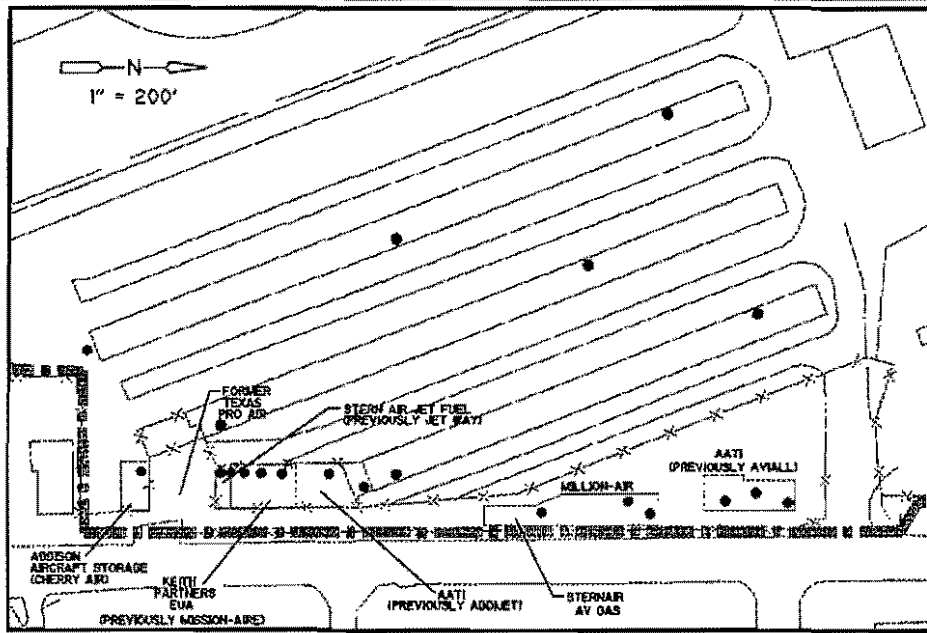 N
1" = 200'
FORMER
TEXAS
PRO AIR
STERN AIR JET FUEL
(PREVIOUSLY JET WAY)
AATI
(PREVIOUSLY AVIALL)
MILLION-AIR
ADDISON
AIRCRAFT STORAGE
(CHERRY AIR)
KEITH
PARTNERS
EUA
(PREVIOUSLY MISSION-AIRE)
AATI
(PREVIOUSLY ADDJET)
STERNAIR
AV GAS